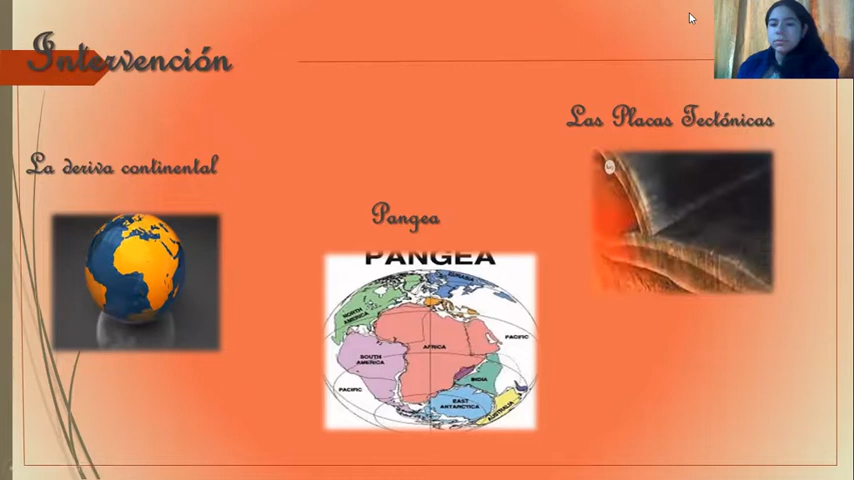 Intervención
Las Placas Tectónicas
La deriva continental
Pangea
PANGEA
EURASIA
NORTH
AMERICA
PACIFIC
AFRICA
SOUTH
AMERICA
INDIA
PACIFIC
EAST
ANTARCTICA
AUSTRALIA